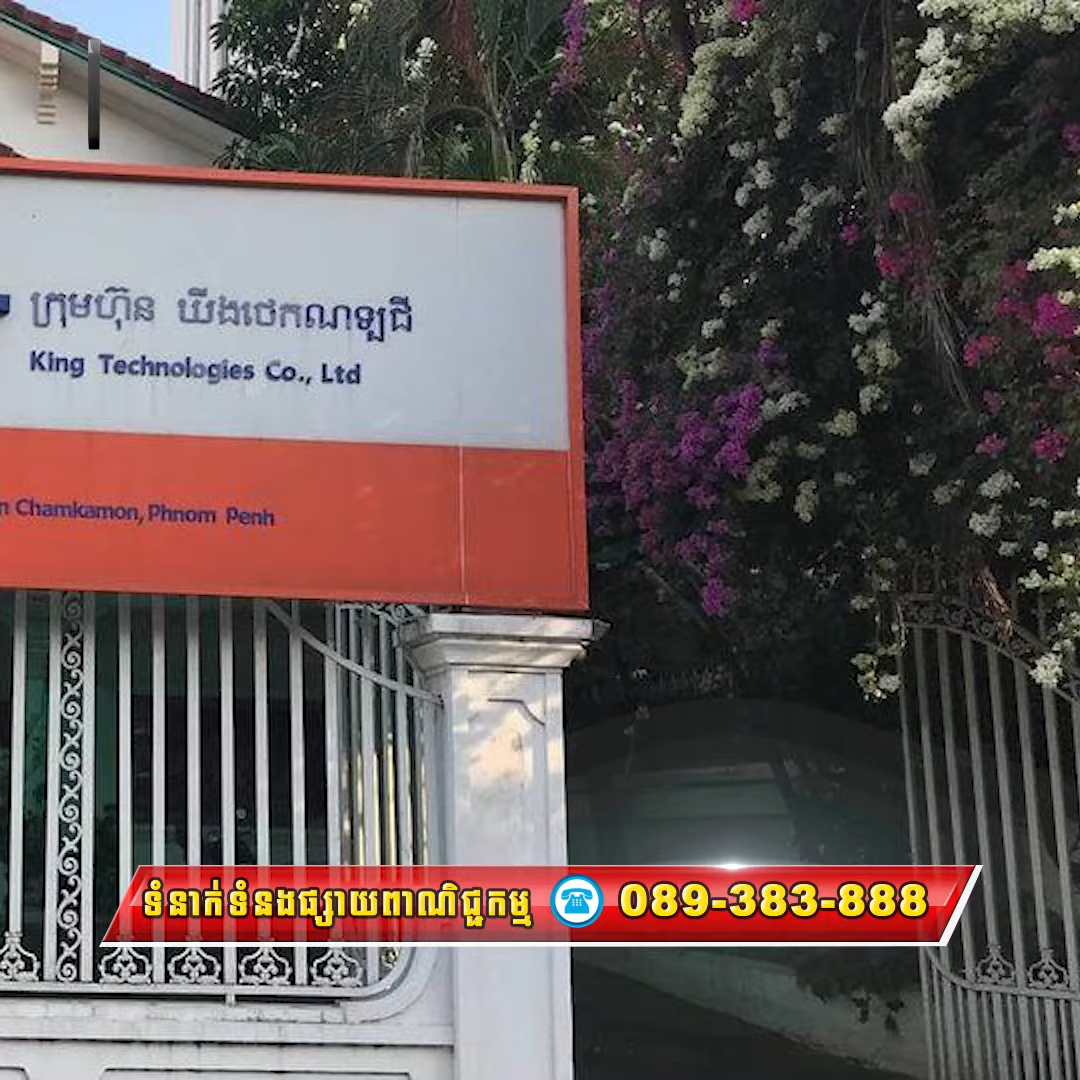 ក្រុមហ៊ុន ឃីងថេកណឡូជី
King Technologies Co., Ltd
Chamkamon, Phnom Penh
ទំនាក់ទំនងផ្សាយពាណិជ្ជកម្ម 089-383-888